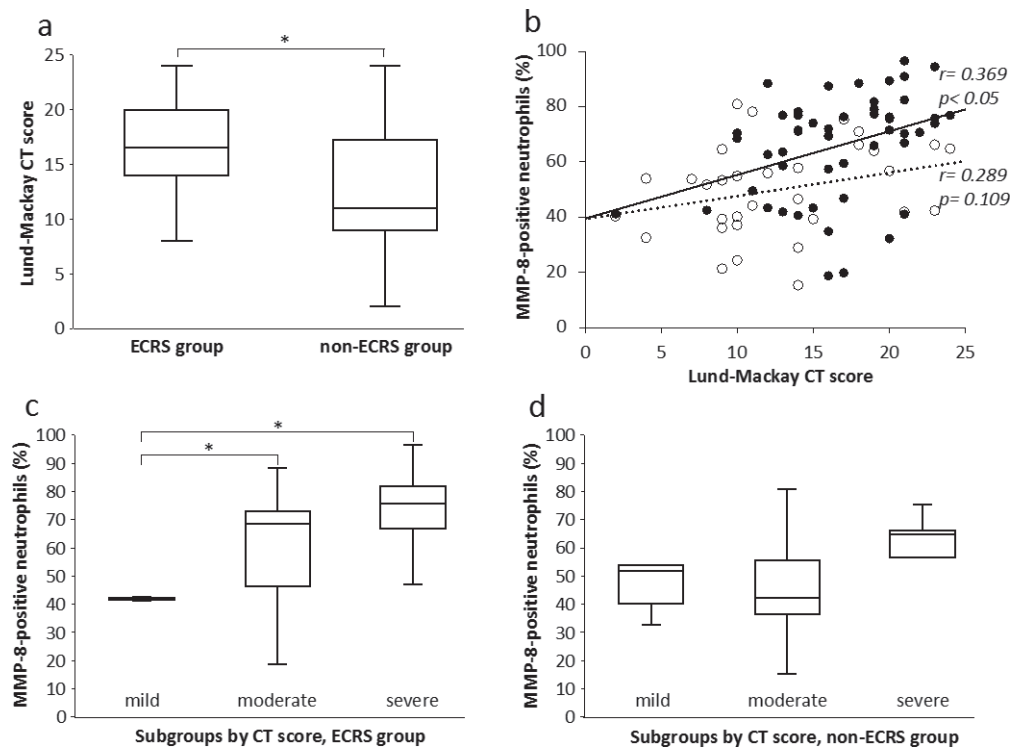 a
*
25
20
15
10
5
0
Lund-Mackay CT score
ECRS group non-ECRS group
b
100
80
60
40
20
0
MMP-8-positive neutrophils (%)
r= 0.369
p< 0.05
r= 0.289
p= 0.109
0 5 10 15 20 25
Lund-Mackay CT score
c
*
*
100
90
80
70
60
50
40
30
20
10
0
MMP-8-positive neutrophils (%)
mild moderate severe
Subgroups by CT score, ECRS group
d
100
90
80
70
60
50
40
30
20
10
0
MMP-8-positive neutrophils (%)
mild moderate severe
Subgroups by CT score, non-ECRS group